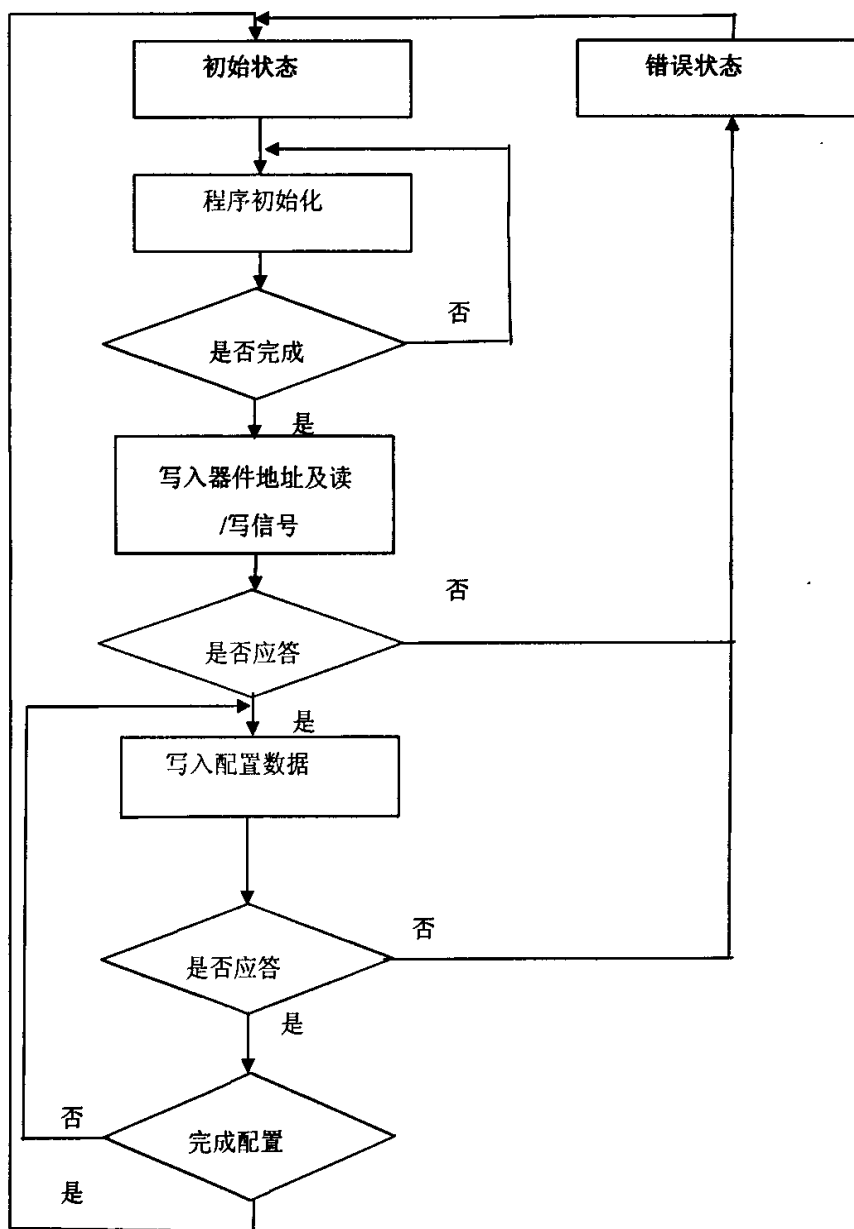 初始状态
错误状态
程序初始化
否
是否完成
是
写入器件地址及读
/写信号
否
是否应答
是
写入配置数据
否
是否应答
是
否
完成配置
是